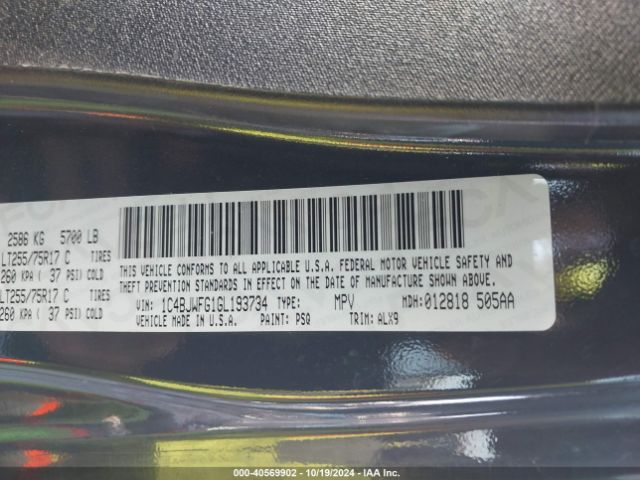 2586 KG 5700 LB
LT255/75R17 C TIRES
260 KPA ( 37 PSI) COLD
LT255/75R17 C TIRES
260 KPA ( 37 PSI) COLD
THIS VEHICLE CONFORMS TO ALL APPLICABLE U.S.A. FEDERAL MOTOR VEHICLE SAFETY AND
THEFT PREVENTION STANDARDS IN EFFECT ON THE DATE OF MANUFACTURE SHOWN ABOVE.
VIN: 1C4BJWFG1GL193734 TYPE: MPV MDH:012818 505AA
VEHICLE MADE IN U.S.A. PAINT: PSQ TRIM: ALX9
000-40569902 - 10/19/2024 - IAA Inc.